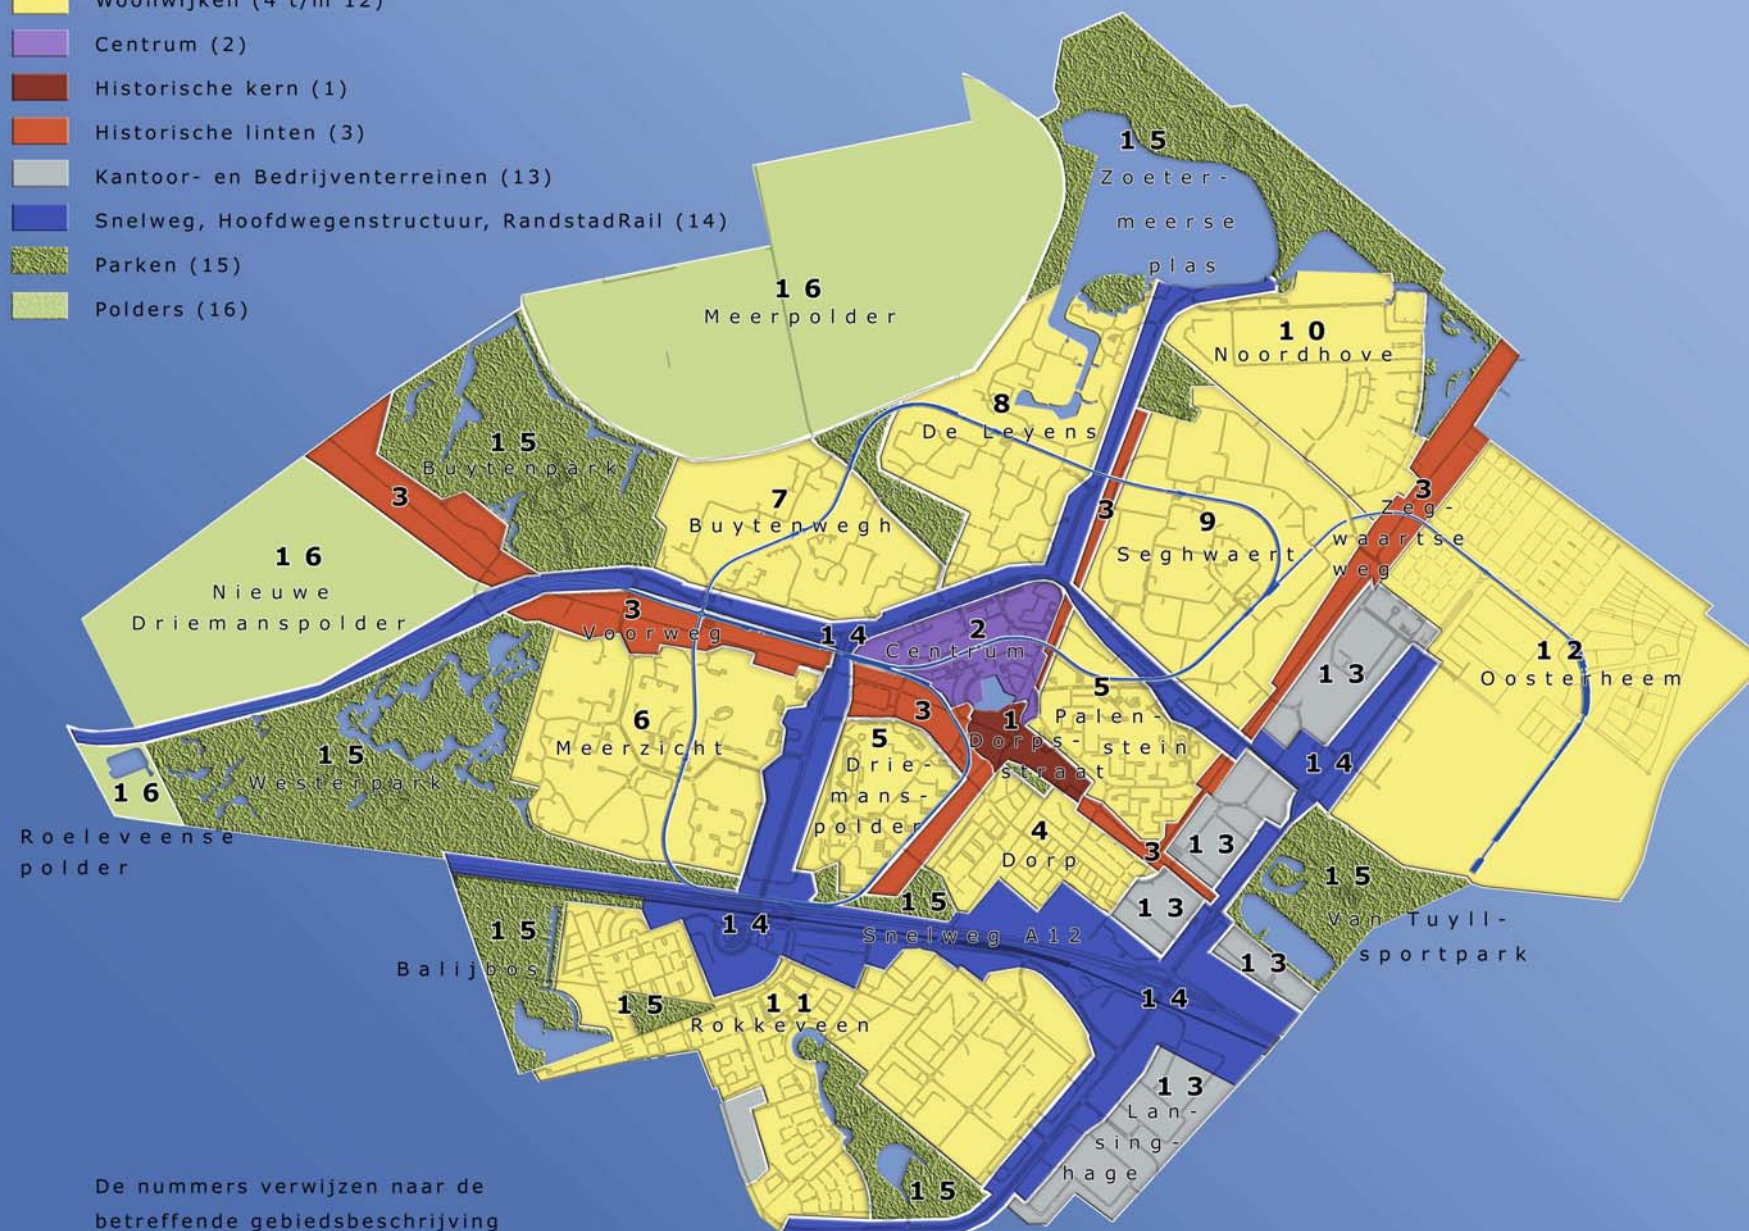 Woonwijken (4 t/m 12)
Centrum (2)
Historische kern (1)
Historische linten (3)
Kantoor- en Bedrijventerreinen (13)
Snelweg, Hoofdwegenstructuur, RandstadRail (14)
Parken (15)
Polders (16)
15
Zoeter-
meerse
plas
16
Meerpolder
10
Noordhove
8
De Leyens
15
Buytenpark
3
7
Buytenwegh
3
9
Seghwaert
3
Zeg-
waartse
weg
16
Nieuwe
Driemanspolder
3
Voorweg
14
2
Centrum
12
Oosterheem
13
5
Palen-
stein
6
Meerzicht
3
1
Dorps-
straat
5
Drie-
mans-
polder
15
Westerpark
16
Roeleveense
polder
14
4
Dorp
3
13
15
Van Tuyll-
sportpark
15
13
14
Snelweg A12
15
Balijbos
13
14
15
11
Rokkeveen
13
Lan-
sing-
hage
15
De nummers verwijzen naar de
betreffende gebiedsbeschrijving